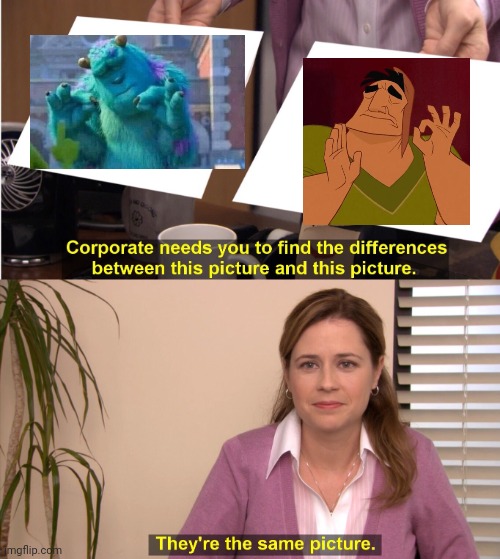 Corporate needs you to find the differences
between this picture and this picture.
They're the same picture.
imgflip.com